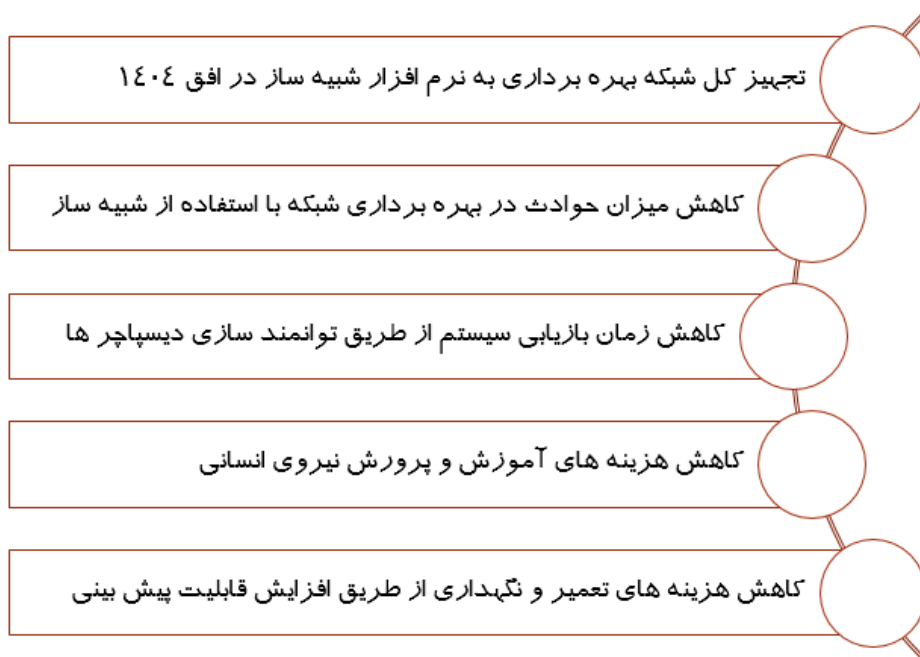 تجهیز کل شبکه بهره برداری به نرم افزار شبیه ساز در افق ۱٤۰٤
کاهش میزان حوادث در بهره برداری شبکه با استفاده از شبیه ساز
کاهش زمان بازیابی سیستم از طریق توانمند سازی دیسپاچر ها
کاهش هزینه های آموزش و پرورش نیروی انسانی
کاهش هزینه های تعمیر و نگهداری از طریق افزایش قابلیت پیش بینی